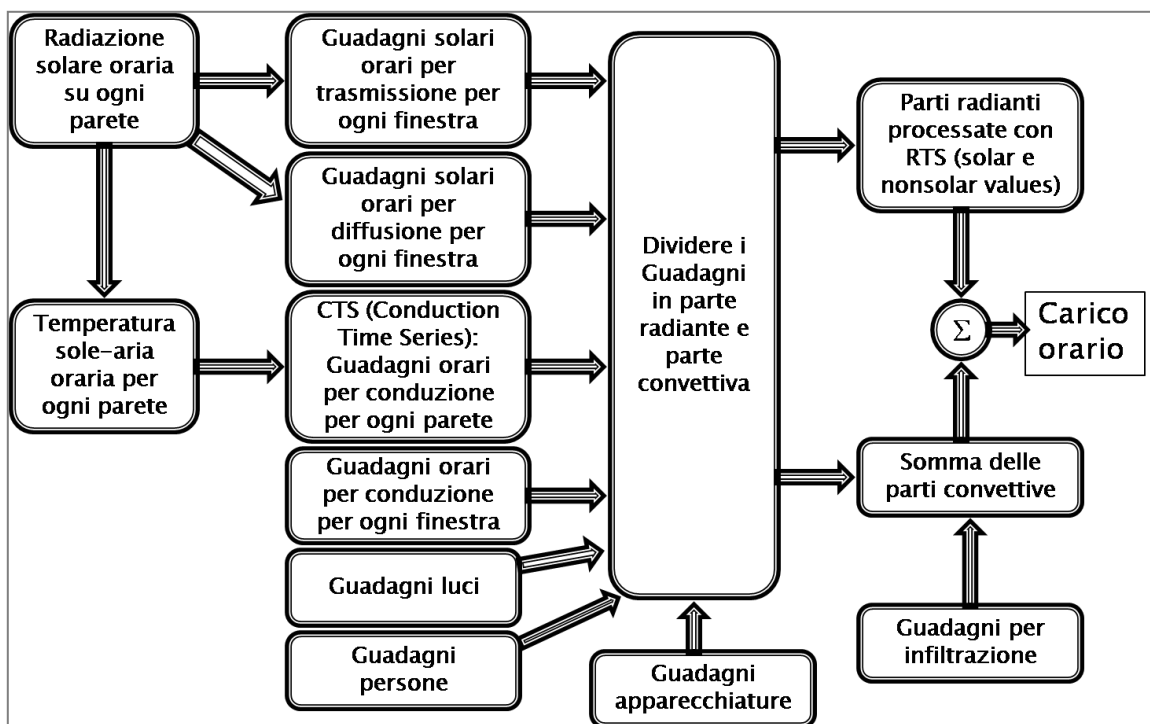 Radiazione
solare oraria
su ogni
parete
Guadagni solari
orari per
trasmissione per
ogni finestra
Guadagni solari
orari per
diffusione per
ogni finestra
Temperatura
sole-aria
oraria per
ogni parete
CTS (Conduction
Time Series):
Guadagni orari
per conduzione
per ogni parete
Guadagni orari
per conduzione
per ogni finestra
Guadagni luci
Guadagni
persone
Dividere i
Guadagni
in parte
radiante e
parte
convettiva
Guadagni
apparecchiature
Parti radianti
processate con
RTS (solar e
nonsolar values)
Σ
Carico
orario
Somma delle
parti convettive
Guadagni per
infiltrazione